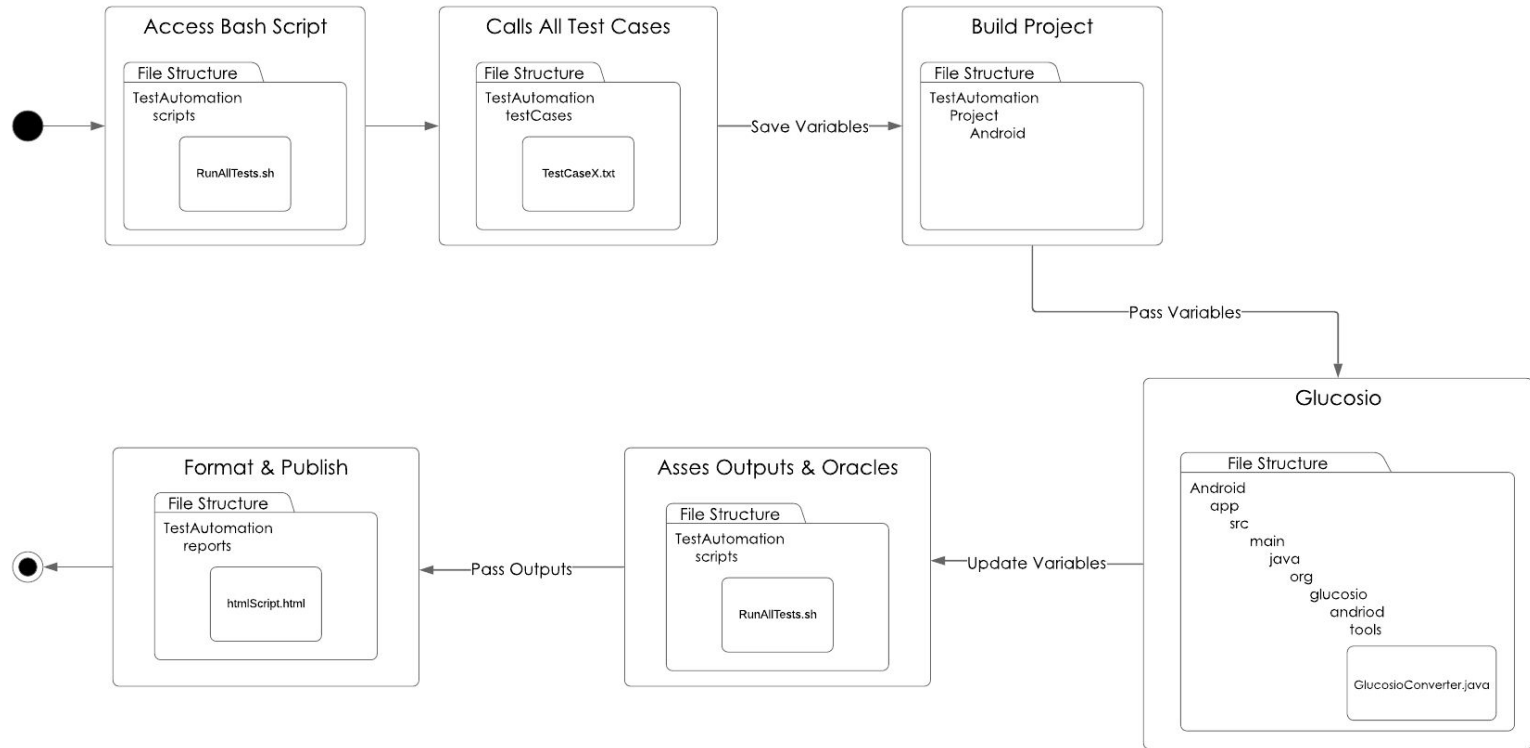 Access Bash Script
File Structure
TestAutomation
scripts
RunAllTests.sh
Calls All Test Cases
File Structure
TestAutomation
testCases
TestCaseX.txt
Save Variables
Build Project
File Structure
TestAutomation
Project
Android
Pass Variables
Glucosio
File Structure
Android
app
src
main
java
org
glucosio
andriod
tools
GlucosioConverter.java
Update Variables
Asses Outputs & Oracles
File Structure
TestAutomation
scripts
RunAllTests.sh
Pass Outputs
Format & Publish
File Structure
TestAutomation
reports
htmlScript.html